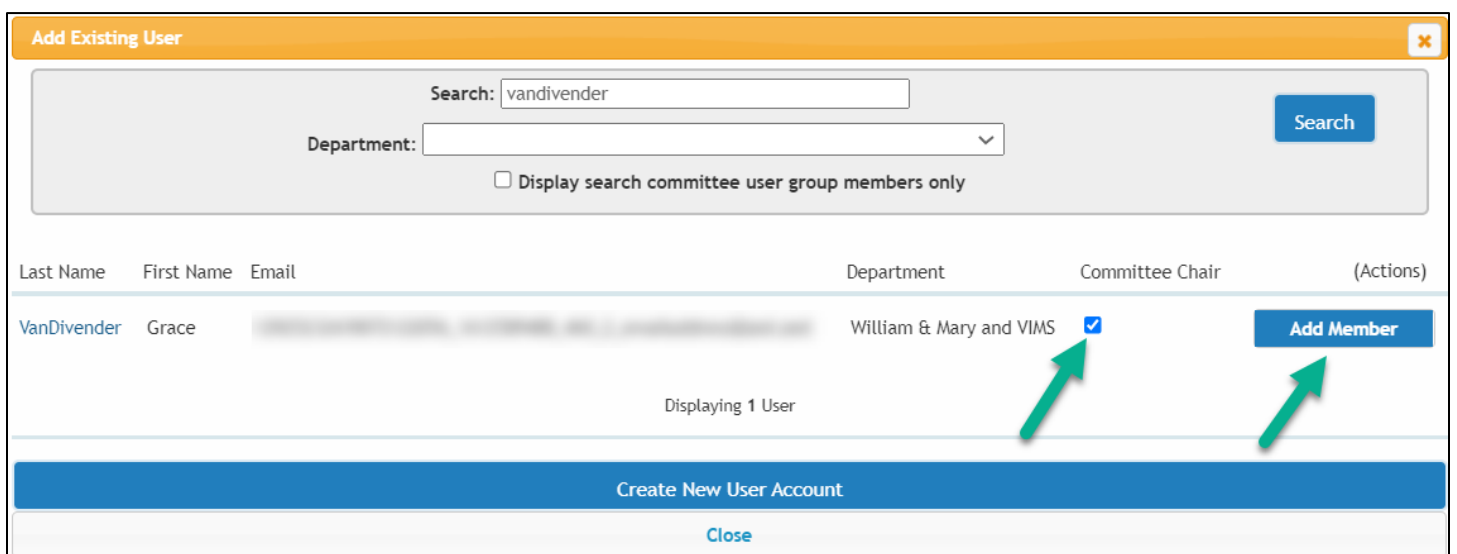 Add Existing User
Search: vandivender
Search
Department:
Display search committee user group members only
Last Name First Name Email Department Committee Chair (Actions)
VanDivender Grace William & Mary and VIMS Add Member
Displaying 1 User
Create New User Account
Close